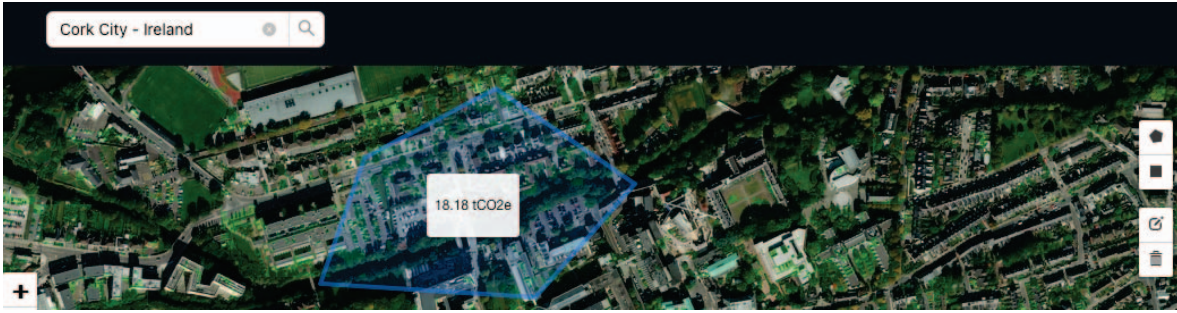 Cork City - Ireland
18.18 tCO2e
+